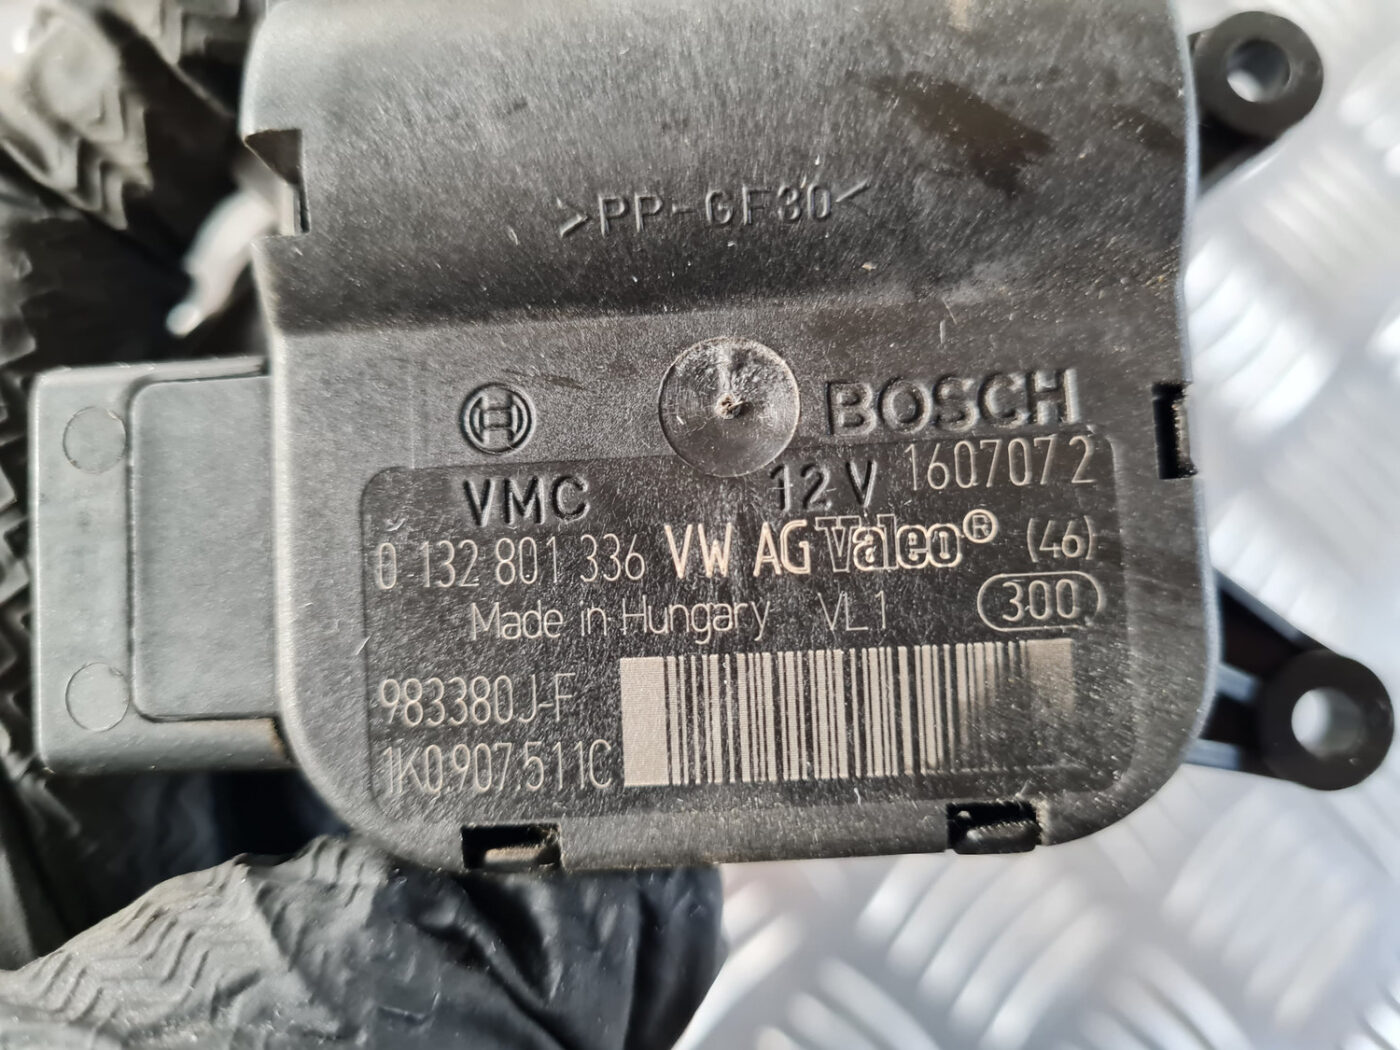 >PP-GF30<
BOSCH
VMC 12V 1607072
0 132 801 336 VW AG Valeo® (46)
Made in Hungary VL1 300
983380J-F
1K0.907.511C